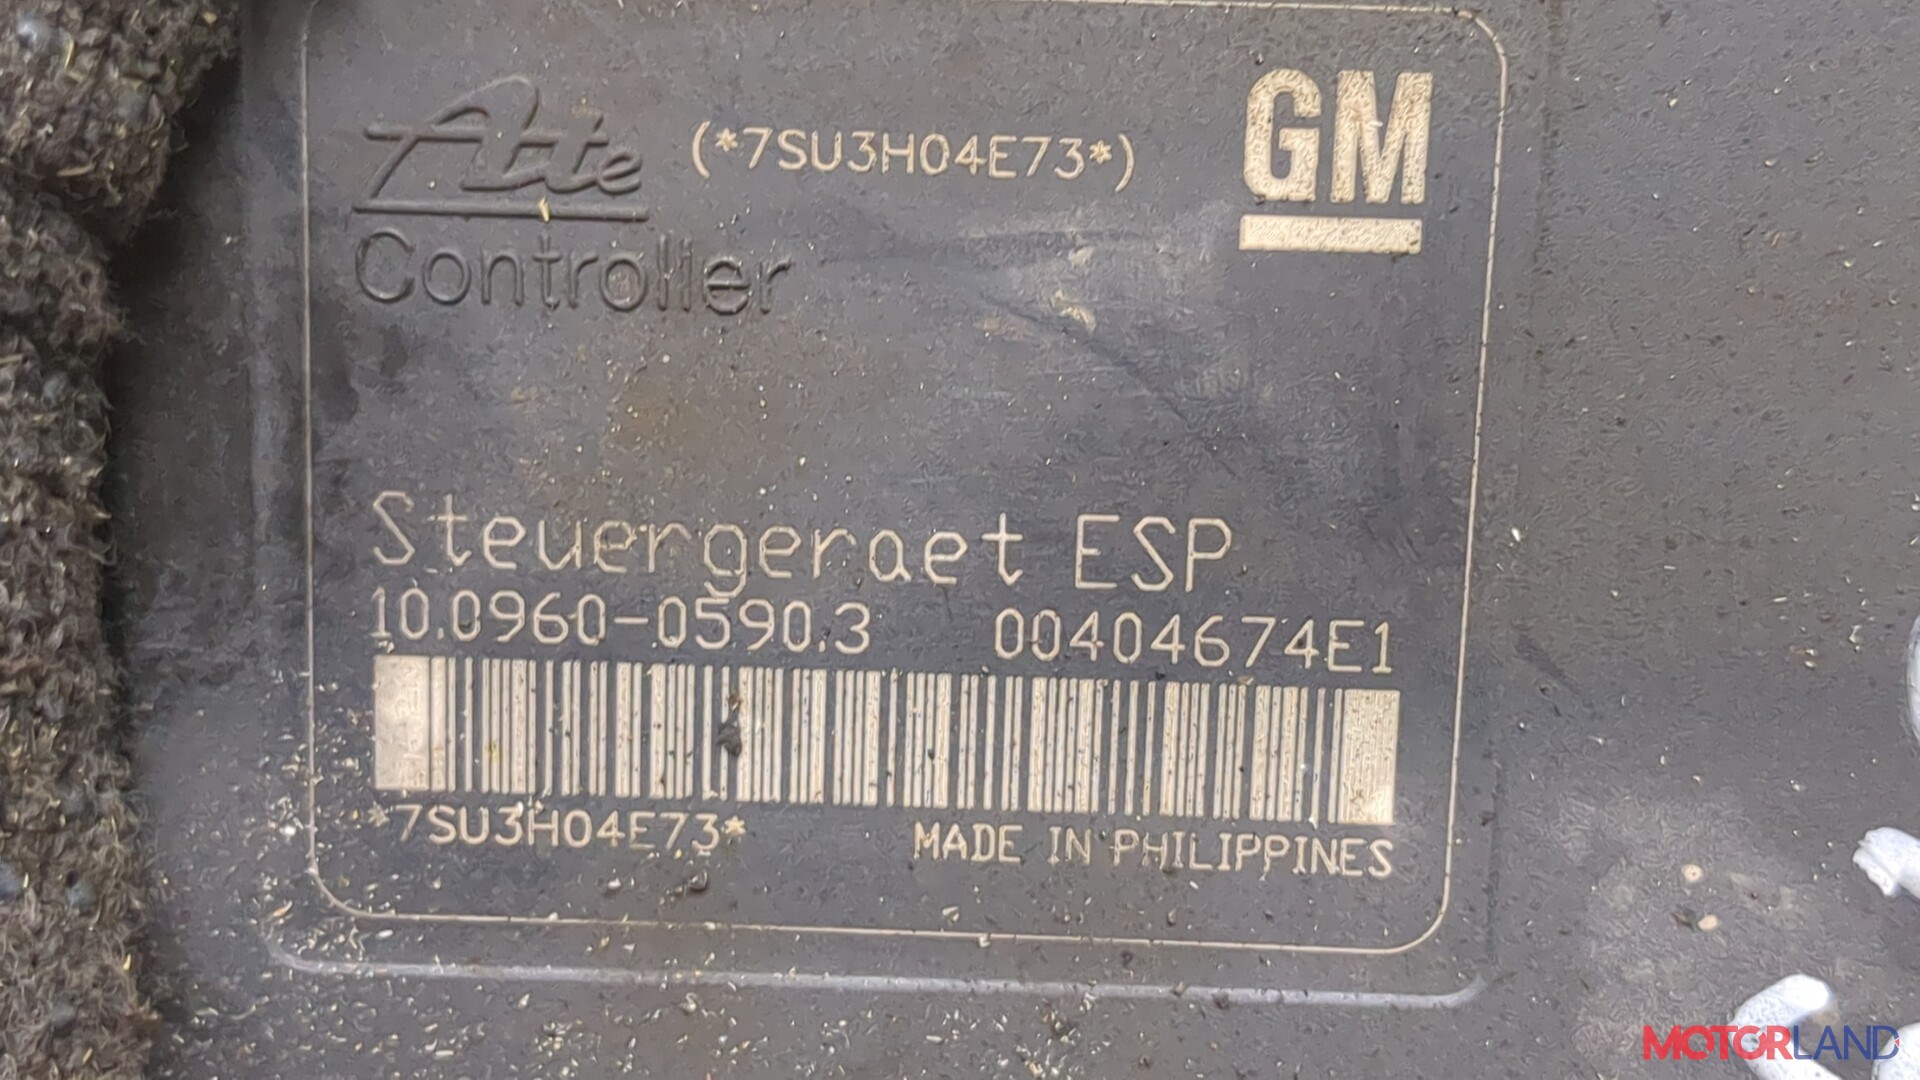 Ate (*7SU3H04E73*) GM
Controller
Steuergeraet ESP
10.0960-0590.3 00404674E1
*7SU3H04E73* MADE IN PHILIPPINES
MOTORLAND